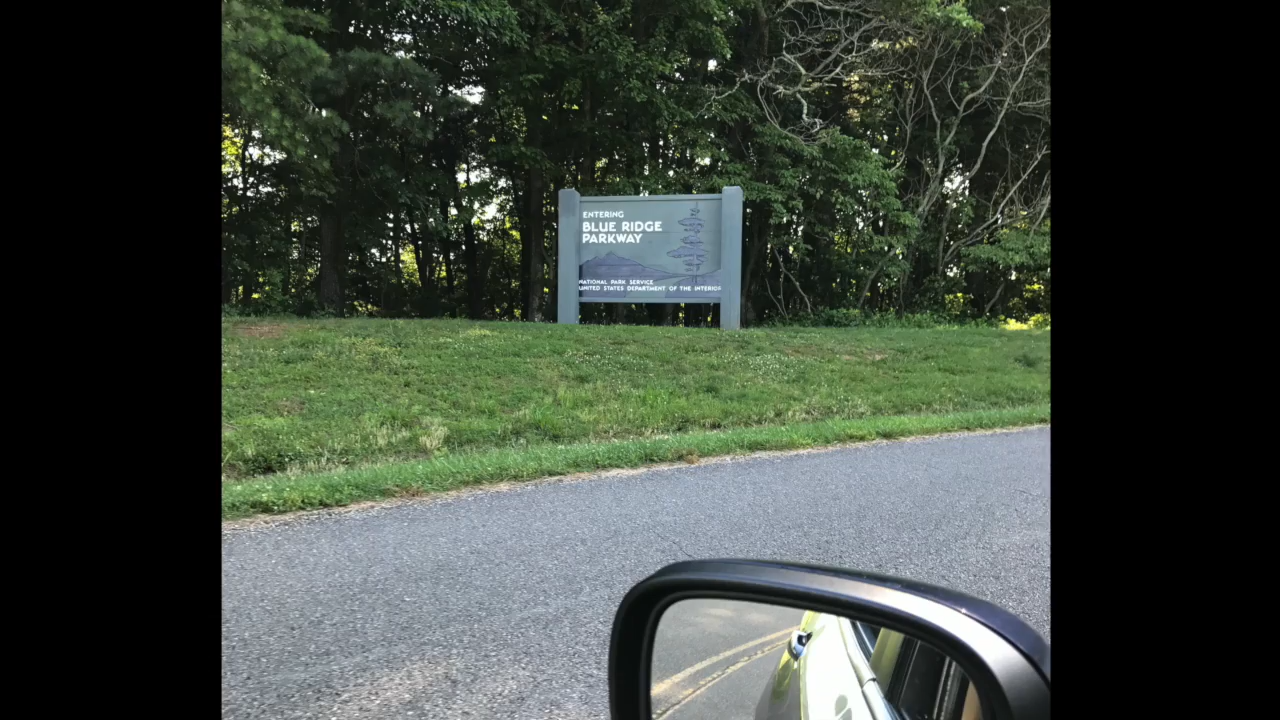 ENTERING
BLUE RIDGE
PARKWAY
NATIONAL PARK SERVICE
UNITED STATES DEPARTMENT OF THE INTERIOR